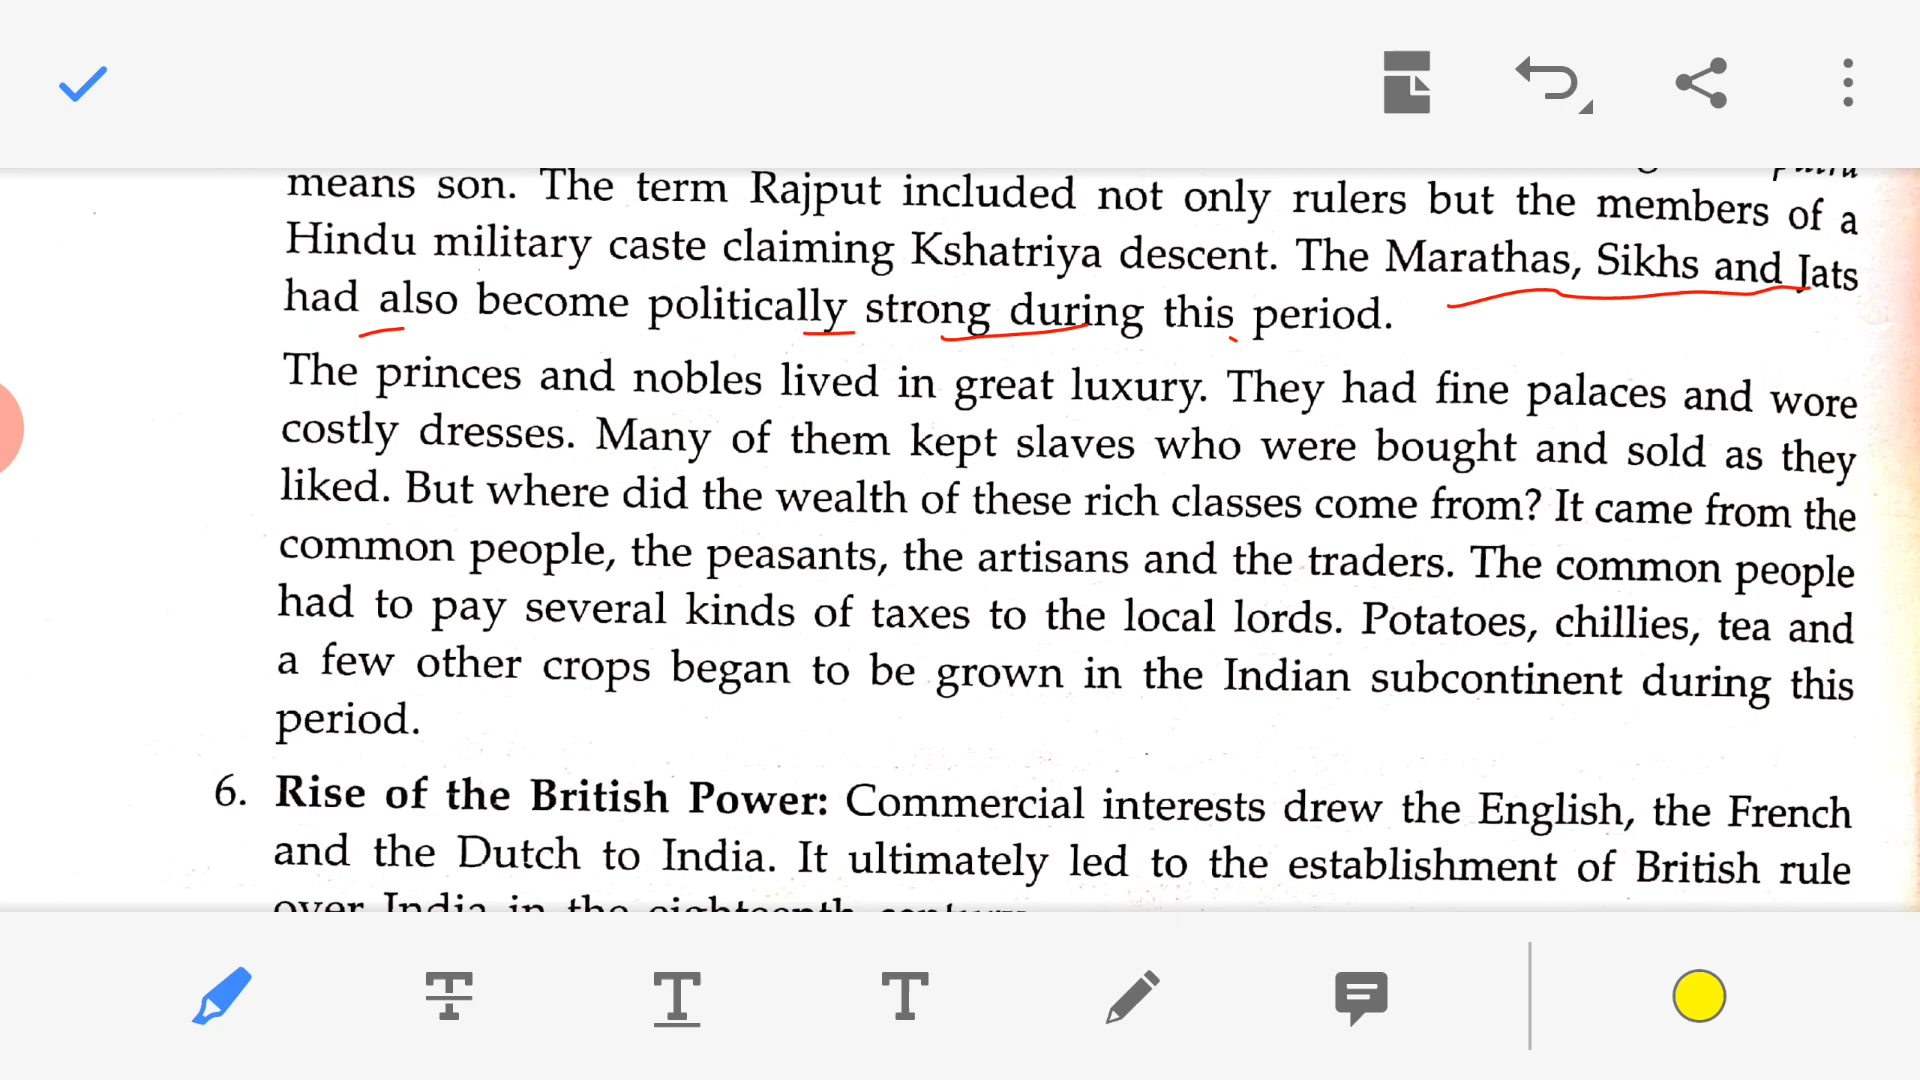 means son. The term Rajput included not only rulers but the members of a
Hindu military caste claiming Kshatriya descent. The Marathas, Sikhs and Jats
had also become politically strong during this period.
The princes and nobles lived in great luxury. They had fine palaces and wore
costly dresses. Many of them kept slaves who were bought and sold as they
liked. But where did the wealth of these rich classes come from? It came from the
common people, the peasants, the artisans and the traders. The common people
had to pay several kinds of taxes to the local lords. Potatoes, chillies, tea and
a few other crops began to be grown in the Indian subcontinent during this
period.
6. Rise of the British Power: Commercial interests drew the English, the French
and the Dutch to India. It ultimately led to the establishment of British rule
over India in the eighteenth century